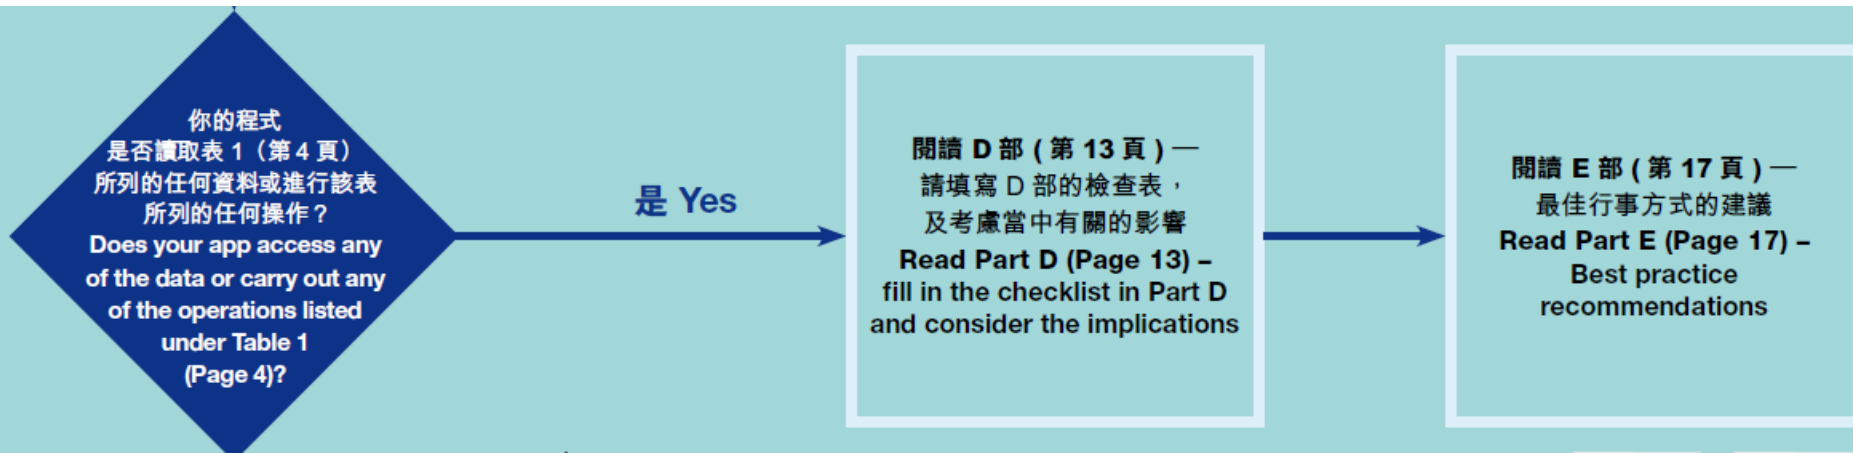 你的程式
是否讀取表 1（第 4 頁）
所列的任何資料或進行該表
所列的任何操作？
Does your app access any
of the data or carry out any
of the operations listed
under Table 1
(Page 4)?
是 Yes
閱讀 D 部 ( 第 13 頁 ) —
請填寫 D 部的檢查表，
及考慮當中有關的影響
Read Part D (Page 13) –
fill in the checklist in Part D
and consider the implications
閱讀 E 部 ( 第 17 頁 ) —
最佳行事方式的建議
Read Part E (Page 17) –
Best practice
recommendations